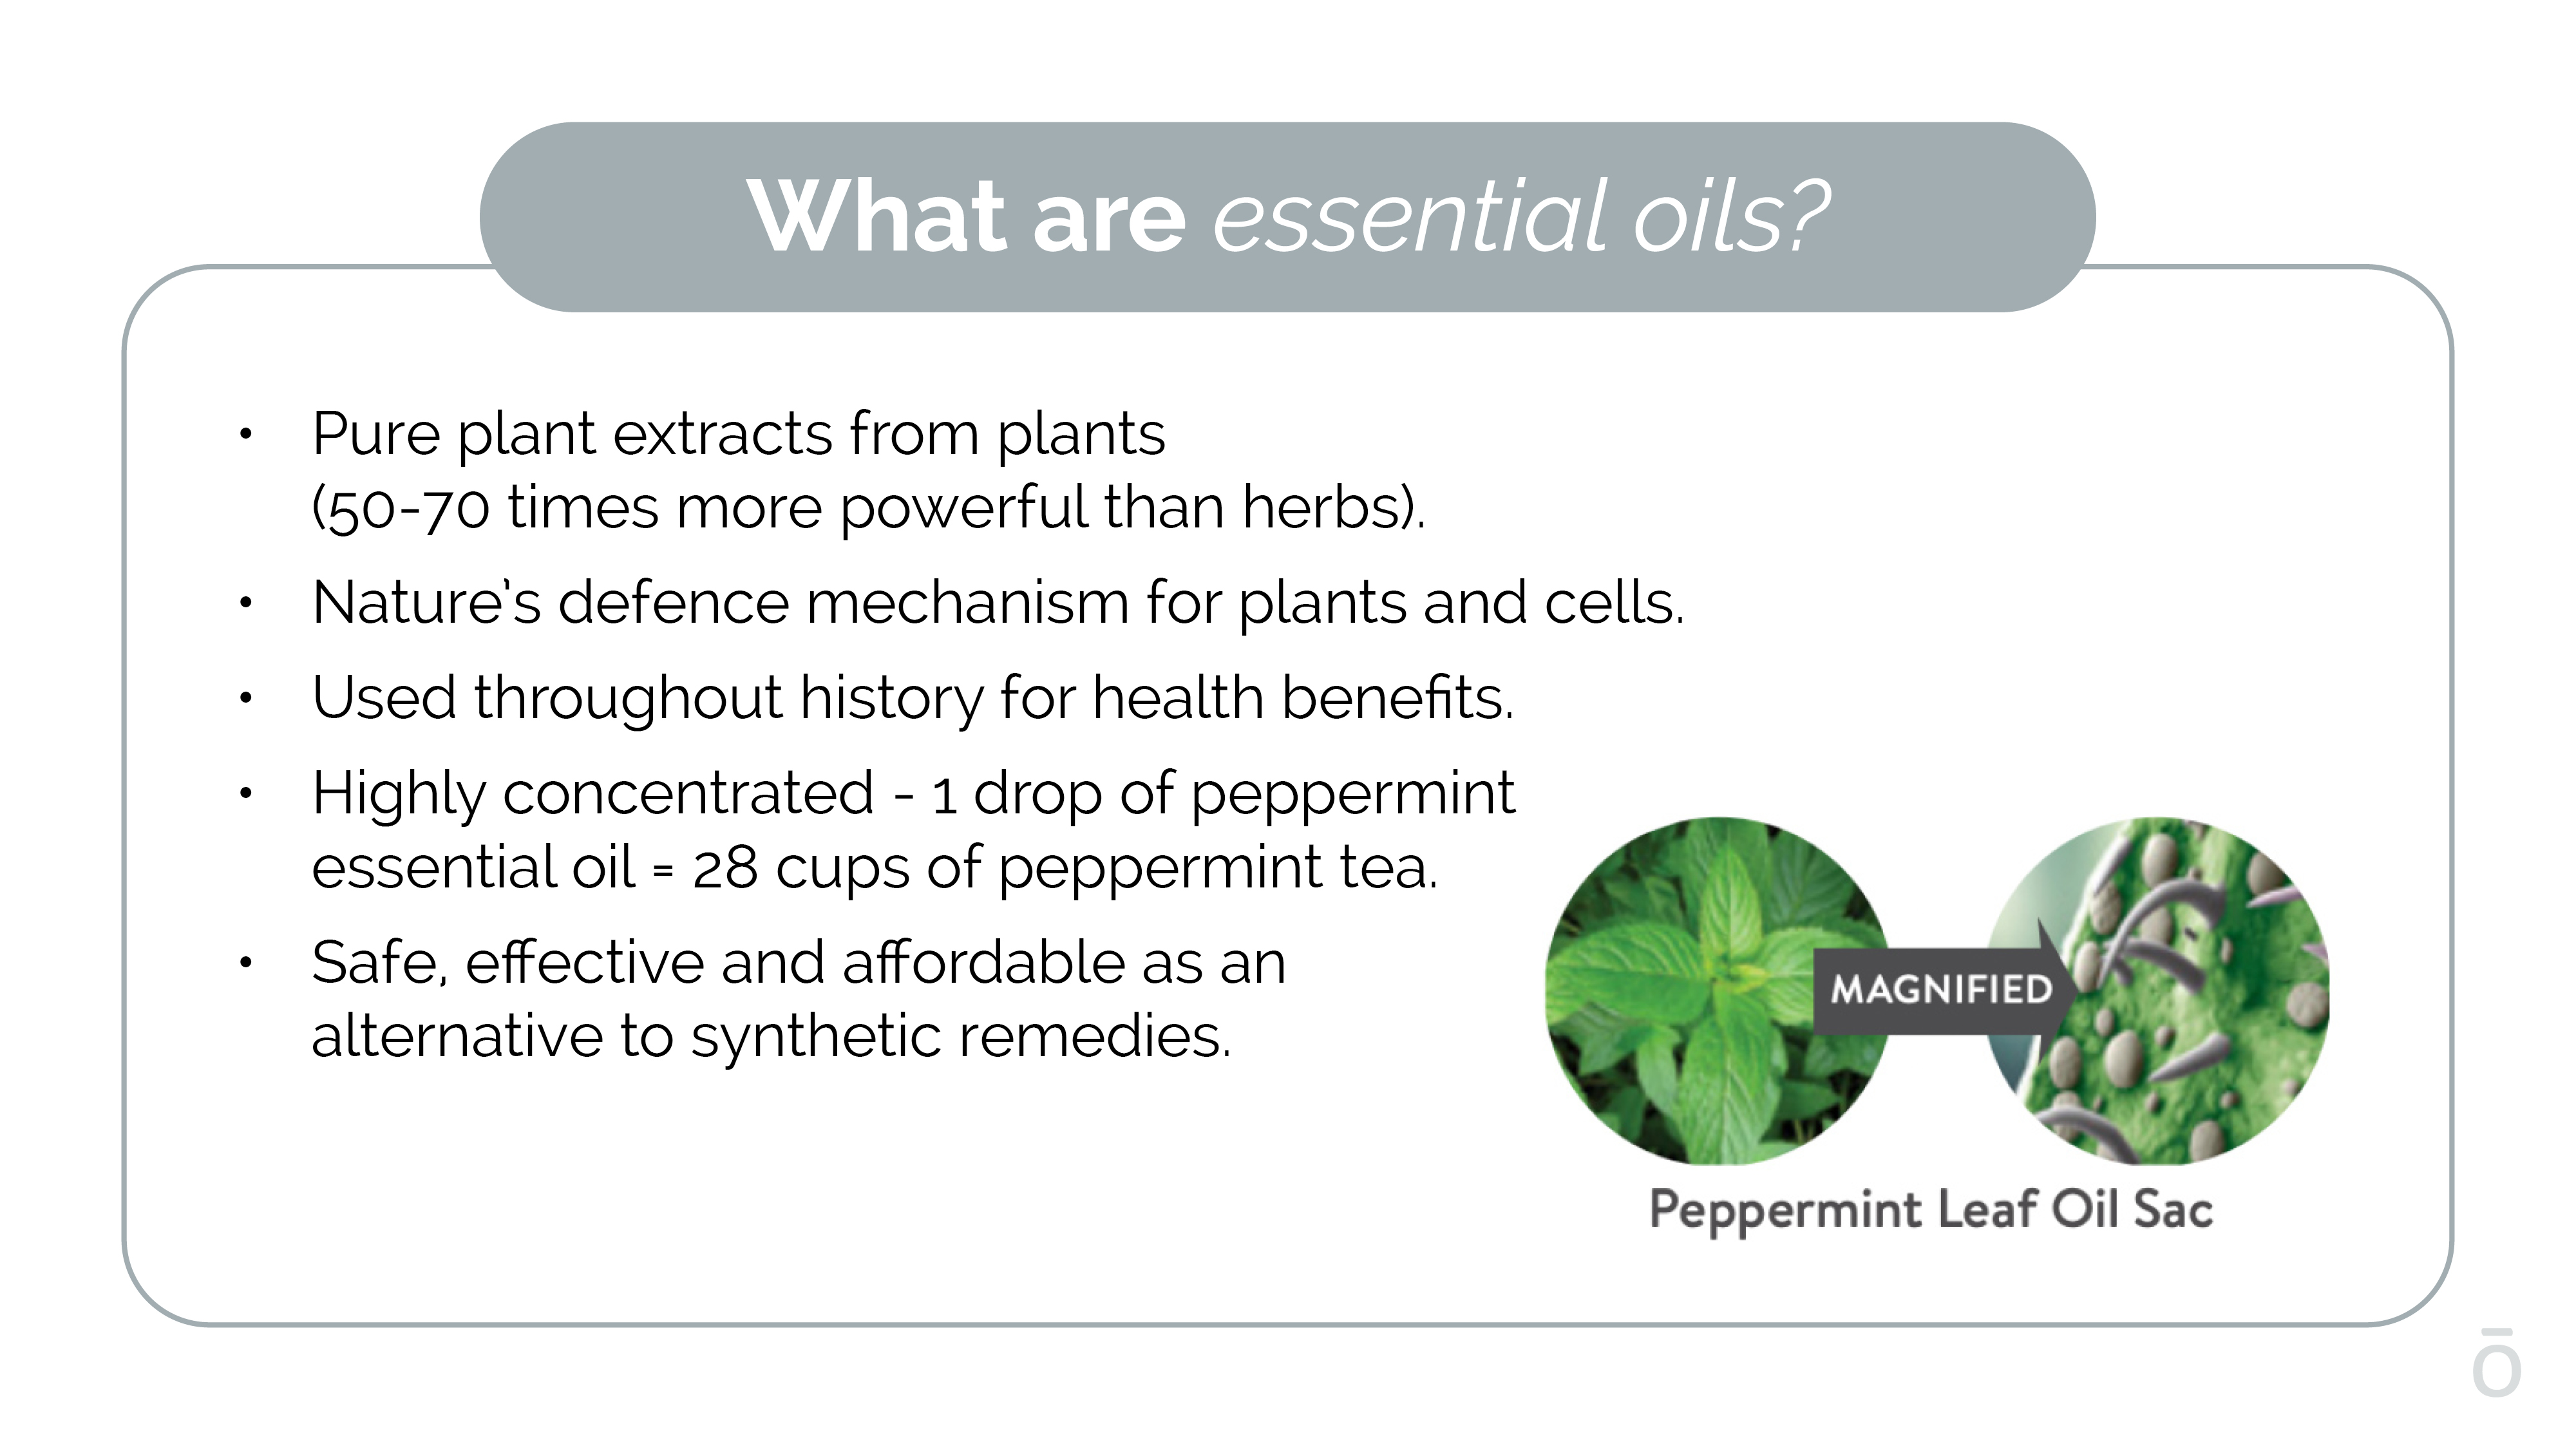 What are essential oils?
• Pure plant extracts from plants
(50-70 times more powerful than herbs).
• Nature's defence mechanism for plants and cells.
• Used throughout history for health benefits.
• Highly concentrated - 1 drop of peppermint
essential oil = 28 cups of peppermint tea.
• Safe, effective and affordable as an
alternative to synthetic remedies.
MAGNIFIED
Peppermint Leaf Oil Sac
ō